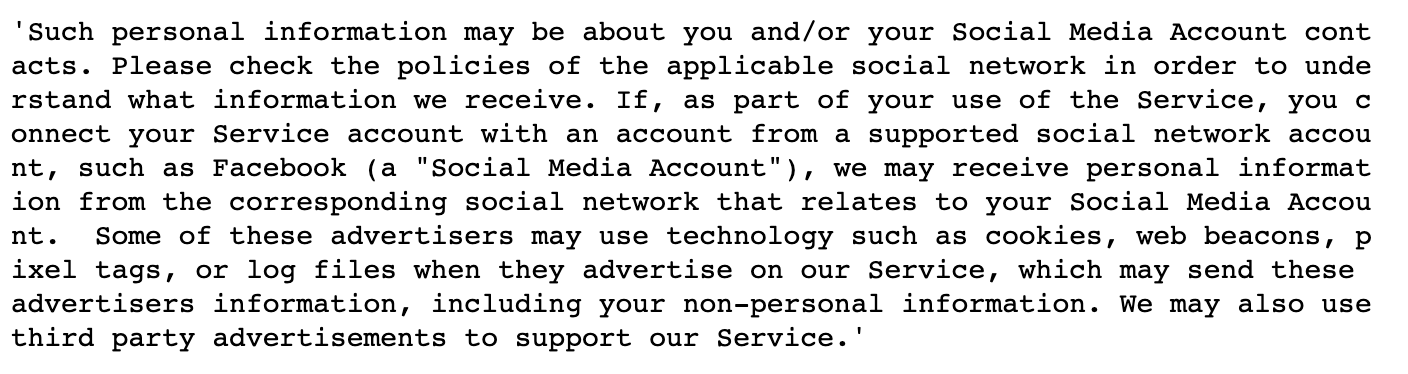 'Such personal information may be about you and/or your Social Media Account cont
acts. Please check the policies of the applicable social network in order to unde
rstand what information we receive. If, as part of your use of the Service, you c
onnect your Service account with an account from a supported social network accou
nt, such as Facebook (a "Social Media Account"), we may receive personal informat
ion from the corresponding social network that relates to your Social Media Accou
nt.  Some of these advertisers may use technology such as cookies, web beacons, p
ixel tags, or log files when they advertise on our Service, which may send these
advertisers information, including your non-personal information. We may also use
third party advertisements to support our Service.'